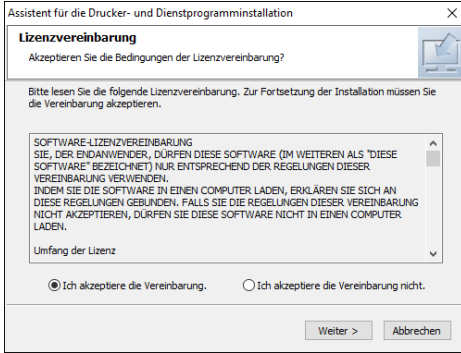 Assistent für die Drucker- und Dienstprogramminstallation
Lizenzvereinbarung
Akzeptieren Sie die Bedingungen der Lizenzvereinbarung?
Bitte lesen Sie die folgende Lizenzvereinbarung. Zur Fortsetzung der Installation müssen Sie
die Vereinbarung akzeptieren.
SOFTWARE-LIZENZVEREINBARUNG
SIE, DER ENDANWENDER, DÜRFEN DIESE SOFTWARE (IM WEITEREN ALS "DIESE
SOFTWARE" BEZEICHNET) NUR ENTSPRECHEND DER REGELUNGEN DIESER
VEREINBARUNG VERWENDEN.
INDEM SIE DIE SOFTWARE IN EINEN COMPUTER LADEN, ERKLÄREN SIE SICH AN
DIESE REGELUNGEN GEBUNDEN. FALLS SIE DIE REGELUNGEN DIESER VEREINBARUNG
NICHT AKZEPTIEREN, DÜRFEN SIE DIESE SOFTWARE NICHT IN EINEN COMPUTER
LADEN.
Umfang der Lizenz
Ich akzeptiere die Vereinbarung. Ich akzeptiere die Vereinbarung nicht.
Weiter > Abbrechen